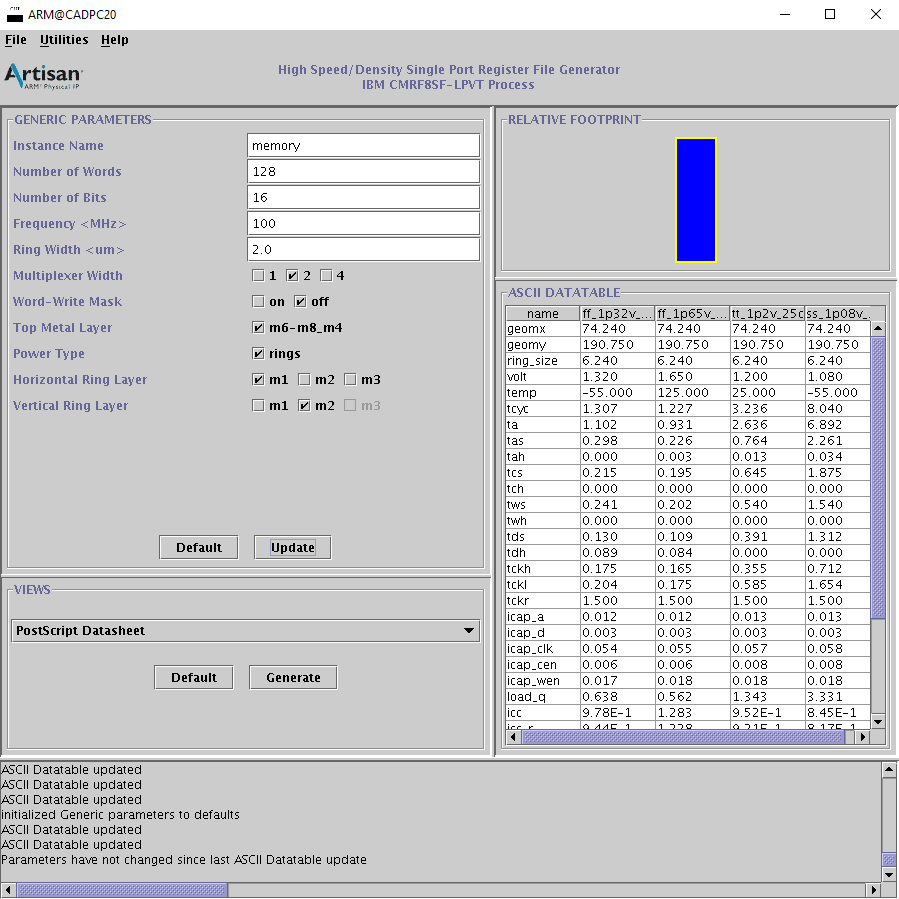 ARM@CADPC20
File Utilities Help
Artisan
ARM® Physical IP
High Speed/Density Single Port Register File Generator
IBM CMRF8SF-LPVT Process
GENERIC PARAMETERS
Instance Name memory
Number of Words 128
Number of Bits 16
Frequency <MHz> 100
Ring Width <um> 2.0
Multiplexer Width 1 2 4
Word-Write Mask on off
Top Metal Layer m6-m8_m4
Power Type rings
Horizontal Ring Layer m1 m2 m3
Vertical Ring Layer m1 m2 m3
Default Update
VIEWS
PostScript Datasheet
Default Generate
RELATIVE FOOTPRINT
ASCII DATATABLE
name ff_1p32v_... ff_1p65v_... tt_1p2v_25c ss_1p08v_.
geomx 74.240 74.240 74.240 74.240
geomy 190.750 190.750 190.750 190.750
ring_size 6.240 6.240 6.240 6.240
volt 1.320 1.650 1.200 1.080
temp -55.000 125.000 25.000 -55.000
tcyc 1.307 1.227 3.236 8.040
ta 1.102 0.931 2.636 6.892
tas 0.298 0.226 0.764 2.261
tah 0.000 0.003 0.013 0.034
tcs 0.215 0.195 0.645 1.875
tch 0.000 0.000 0.000 0.000
tws 0.241 0.202 0.540 1.540
twh 0.000 0.000 0.000 0.000
tds 0.130 0.109 0.391 1.312
tdh 0.089 0.084 0.000 0.000
tckh 0.175 0.165 0.355 0.712
tckl 0.204 0.175 0.585 1.654
tckr 1.500 1.500 1.500 1.500
icap_a 0.012 0.012 0.013 0.013
icap_d 0.003 0.003 0.003 0.003
icap_clk 0.054 0.055 0.057 0.058
icap_cen 0.006 0.006 0.008 0.008
icap_wen 0.017 0.018 0.018 0.018
load_q 0.638 0.562 1.343 3.331
icc 9.78E-1 1.283 9.52E-1 8.45E-1
icc_r 9.44E-1 1.228 9.21E-1 8.17E-1
ASCII Datatable updated
ASCII Datatable updated
ASCII Datatable updated
initialized Generic parameters to defaults
ASCII Datatable updated
ASCII Datatable updated
Parameters have not changed since last ASCII Datatable update